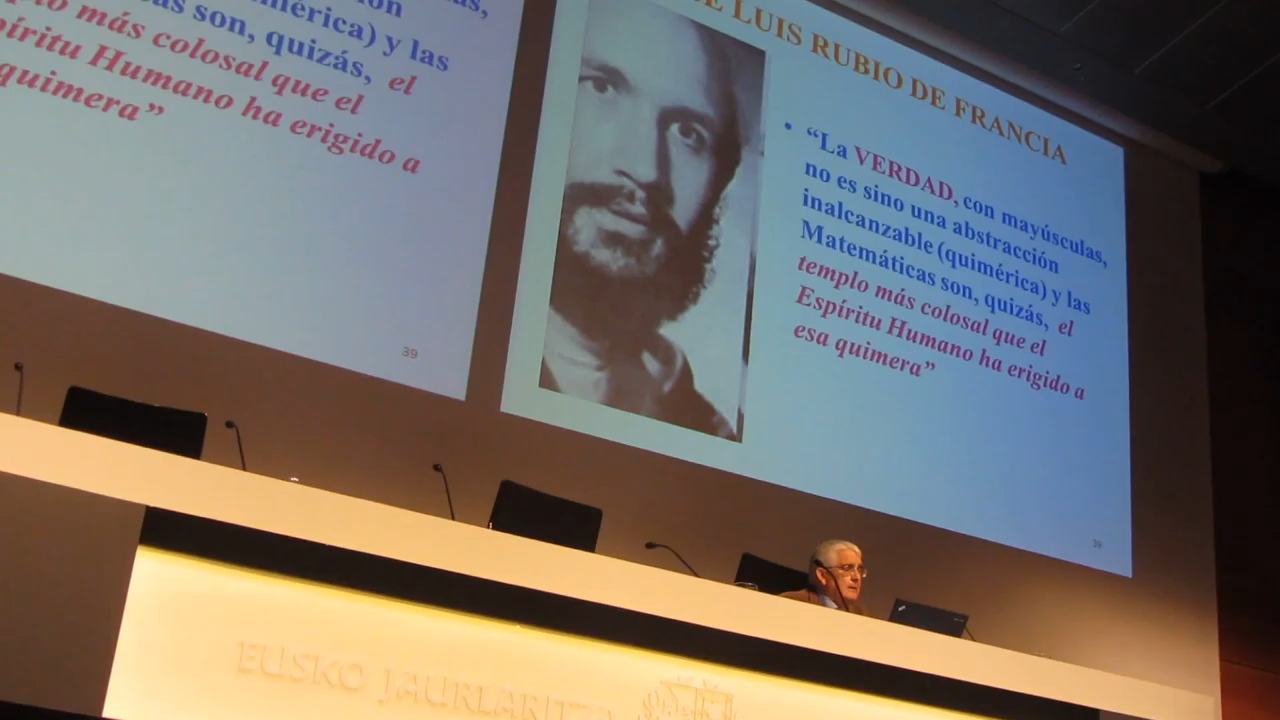 más colosal que el
Humano ha erigido a
quimera”
son, quizás, el
y las
39
LUIS RUBIO DE FRANCIA
• “La VERDAD, con mayúsculas,
no es sino una abstracción
inalcanzable (quimérica) y las
Matemáticas son, quizás, el
templo más colosal que el
Espíritu Humano ha erigido a
esa quimera”
39
EUSKO JAURLARITZA